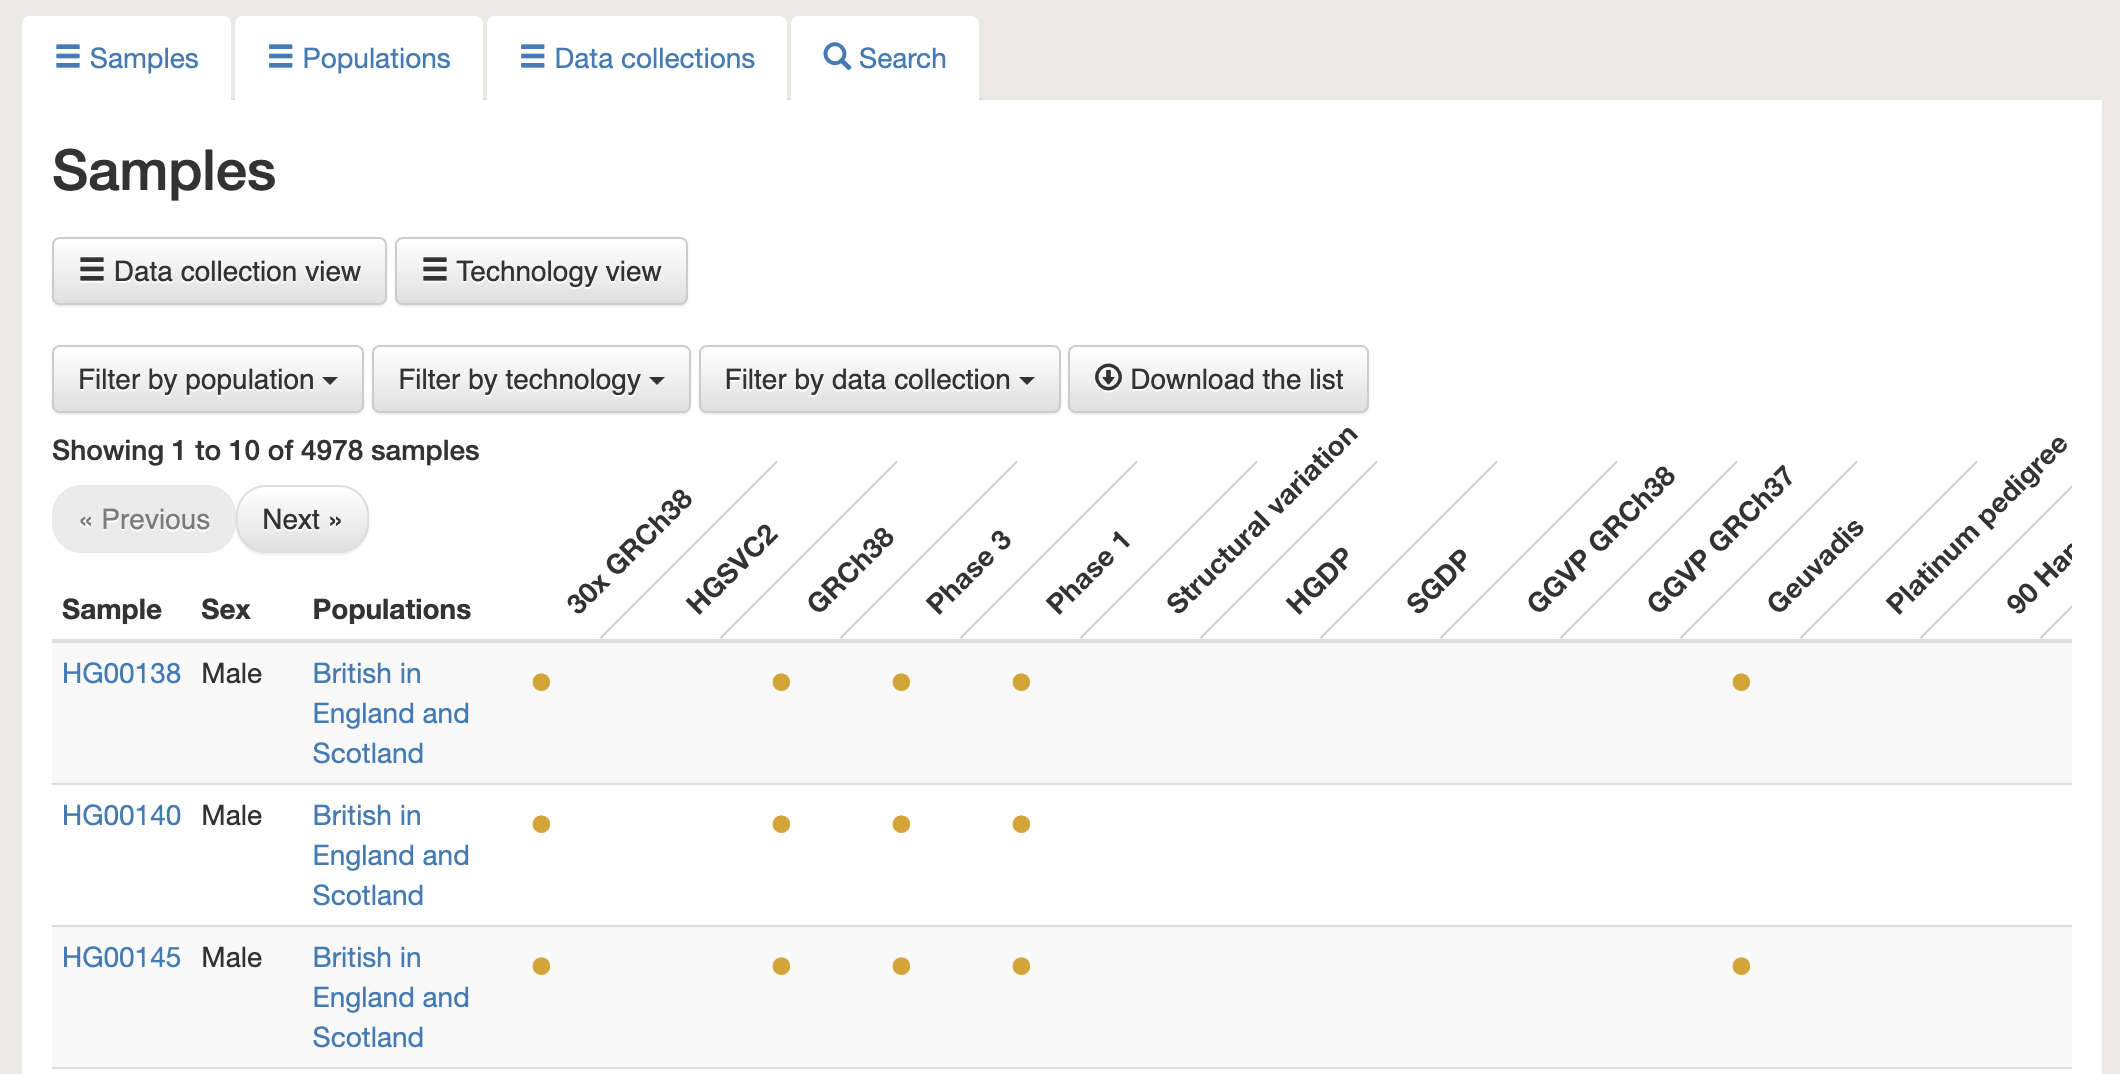 Samples
Populations
Data collections
Search
Samples
Data collection view
Technology view
Filter by population
Filter by technology
Filter by data collection
Download the list
Showing 1 to 10 of 4978 samples
« Previous
Next »
Sample
Sex
Populations
30x GRCh38
HGSVC2
GRCh38
Phase 3
Phase 1
Structural variation
HGDP
SGDP
GGVP GRCh38
GGVP GRCh37
Geuvadis
Platinum pedigree
90 Han
HG00138 Male British in
England and
Scotland
HG00140 Male British in
England and
Scotland
HG00145 Male British in
England and
Scotland